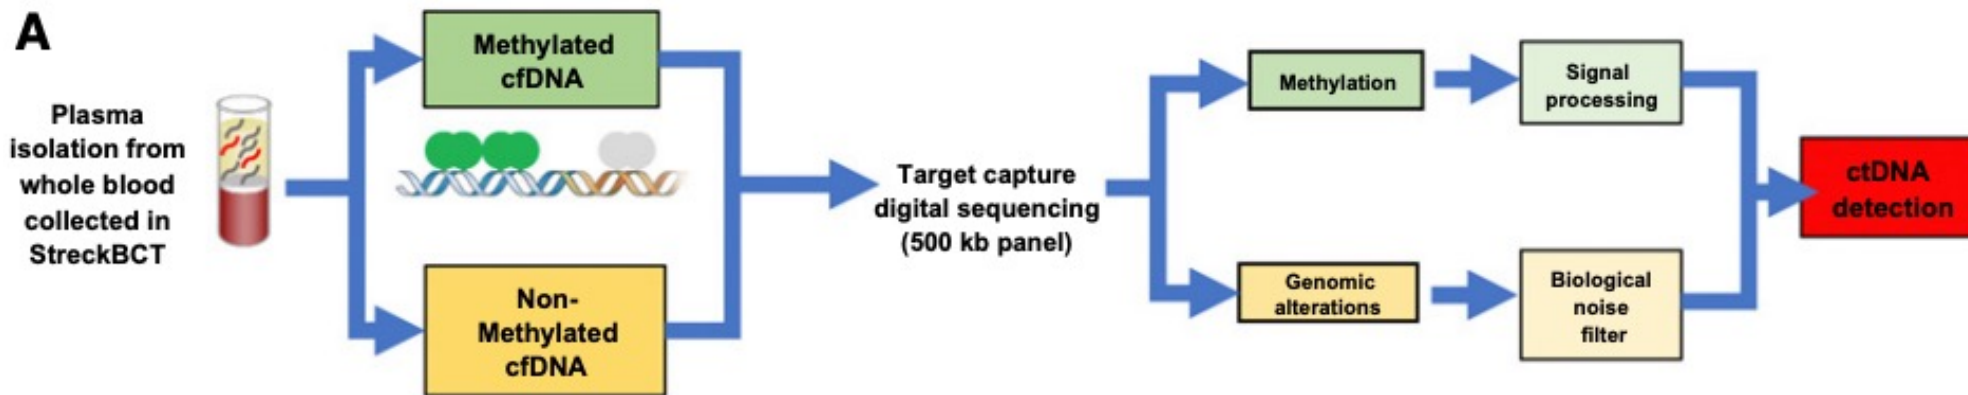 A
Plasma
isolation from
whole blood
collected in
StreckBCT
Methylated
cfDNA
Non-
Methylated
cfDNA
Target capture
digital sequencing
(500 kb panel)
Methylation
Signal
processing
Genomic
alterations
Biological
noise
filter
ctDNA
detection